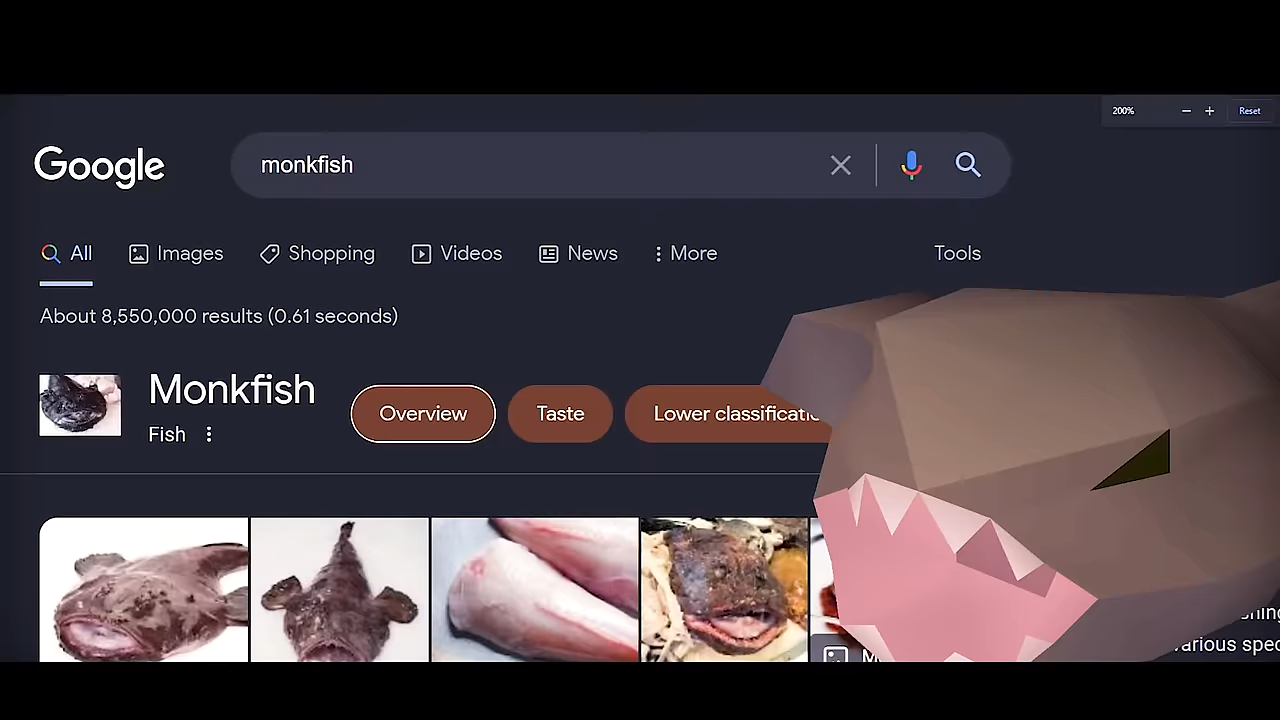 200%
Reset
Google
monkfish
All
Images
Shopping
Videos
News
More
Tools
About 8,550,000 results (0.61 seconds)
Monkfish
Fish
Overview
Taste
Lower